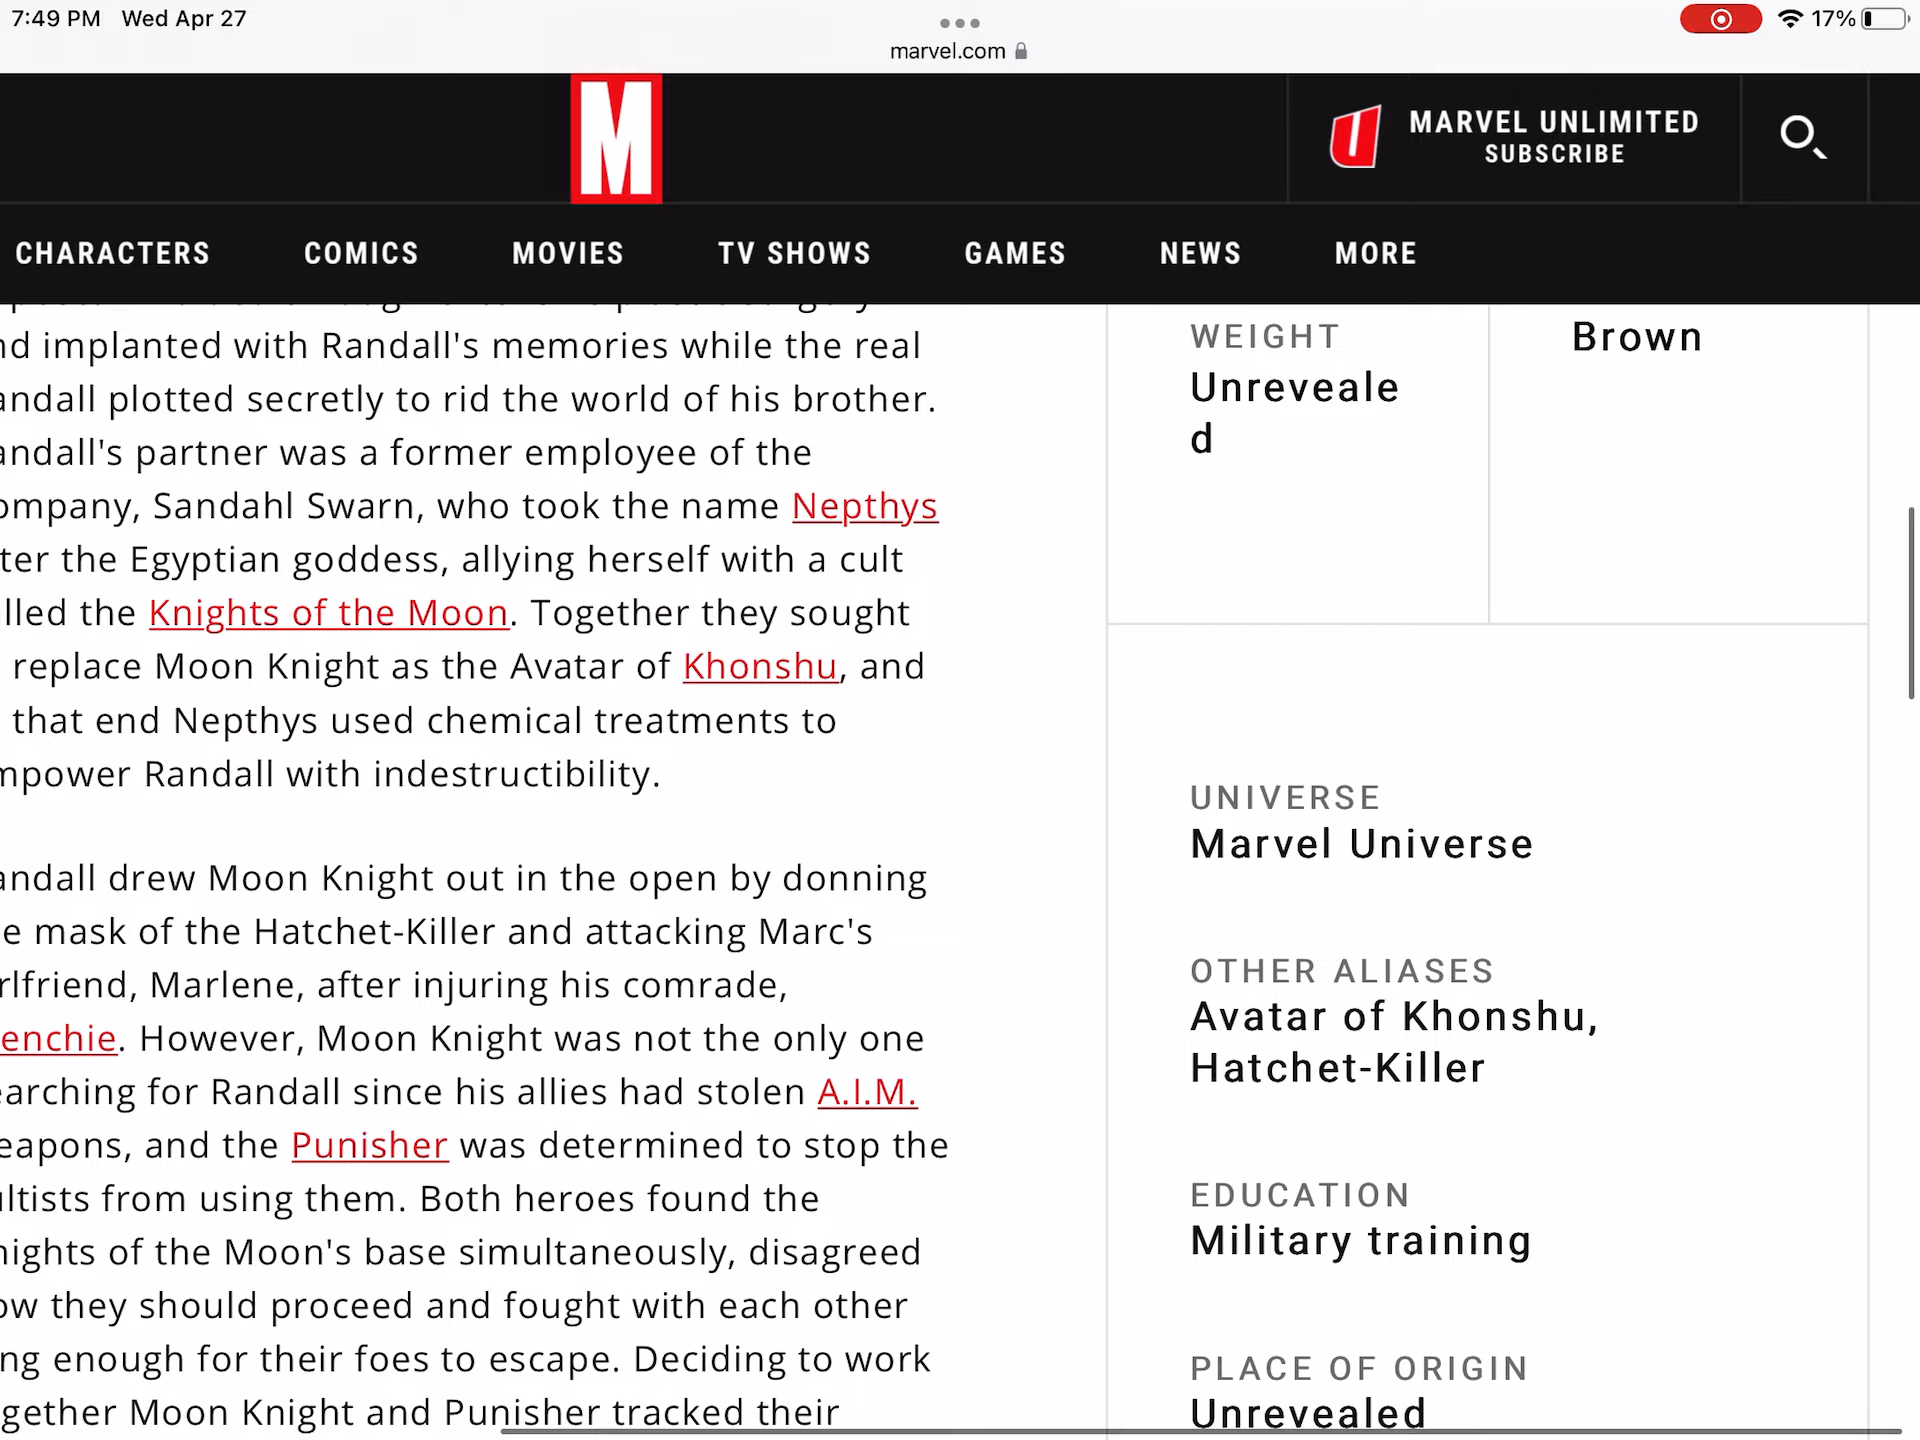 7:49 PM Wed Apr 27
17%
marvel.com
M
MARVEL UNLIMITED
SUBSCRIBE
CHARACTERS COMICS MOVIES TV SHOWS GAMES NEWS MORE
nd implanted with Randall's memories while the real
andall plotted secretly to rid the world of his brother.
andall's partner was a former employee of the
ompany, Sandahl Swarn, who took the name Nepthys
ter the Egyptian goddess, allying herself with a cult
lled the Knights of the Moon. Together they sought
replace Moon Knight as the Avatar of Khonshu, and
that end Nepthys used chemical treatments to
mpower Randall with indestructibility.
andall drew Moon Knight out in the open by donning
e mask of the Hatchet-Killer and attacking Marc's
rlfriend, Marlene, after injuring his comrade,
enchie. However, Moon Knight was not the only one
earching for Randall since his allies had stolen A.I.M.
eapons, and the Punisher was determined to stop the
ultists from using them. Both heroes found the
nights of the Moon's base simultaneously, disagreed
ow they should proceed and fought with each other
ng enough for their foes to escape. Deciding to work
gether Moon Knight and Punisher tracked their
WEIGHT
Unreveale
d
Brown
UNIVERSE
Marvel Universe
OTHER ALIASES
Avatar of Khonshu,
Hatchet-Killer
EDUCATION
Military training
PLACE OF ORIGIN
Unrevealed